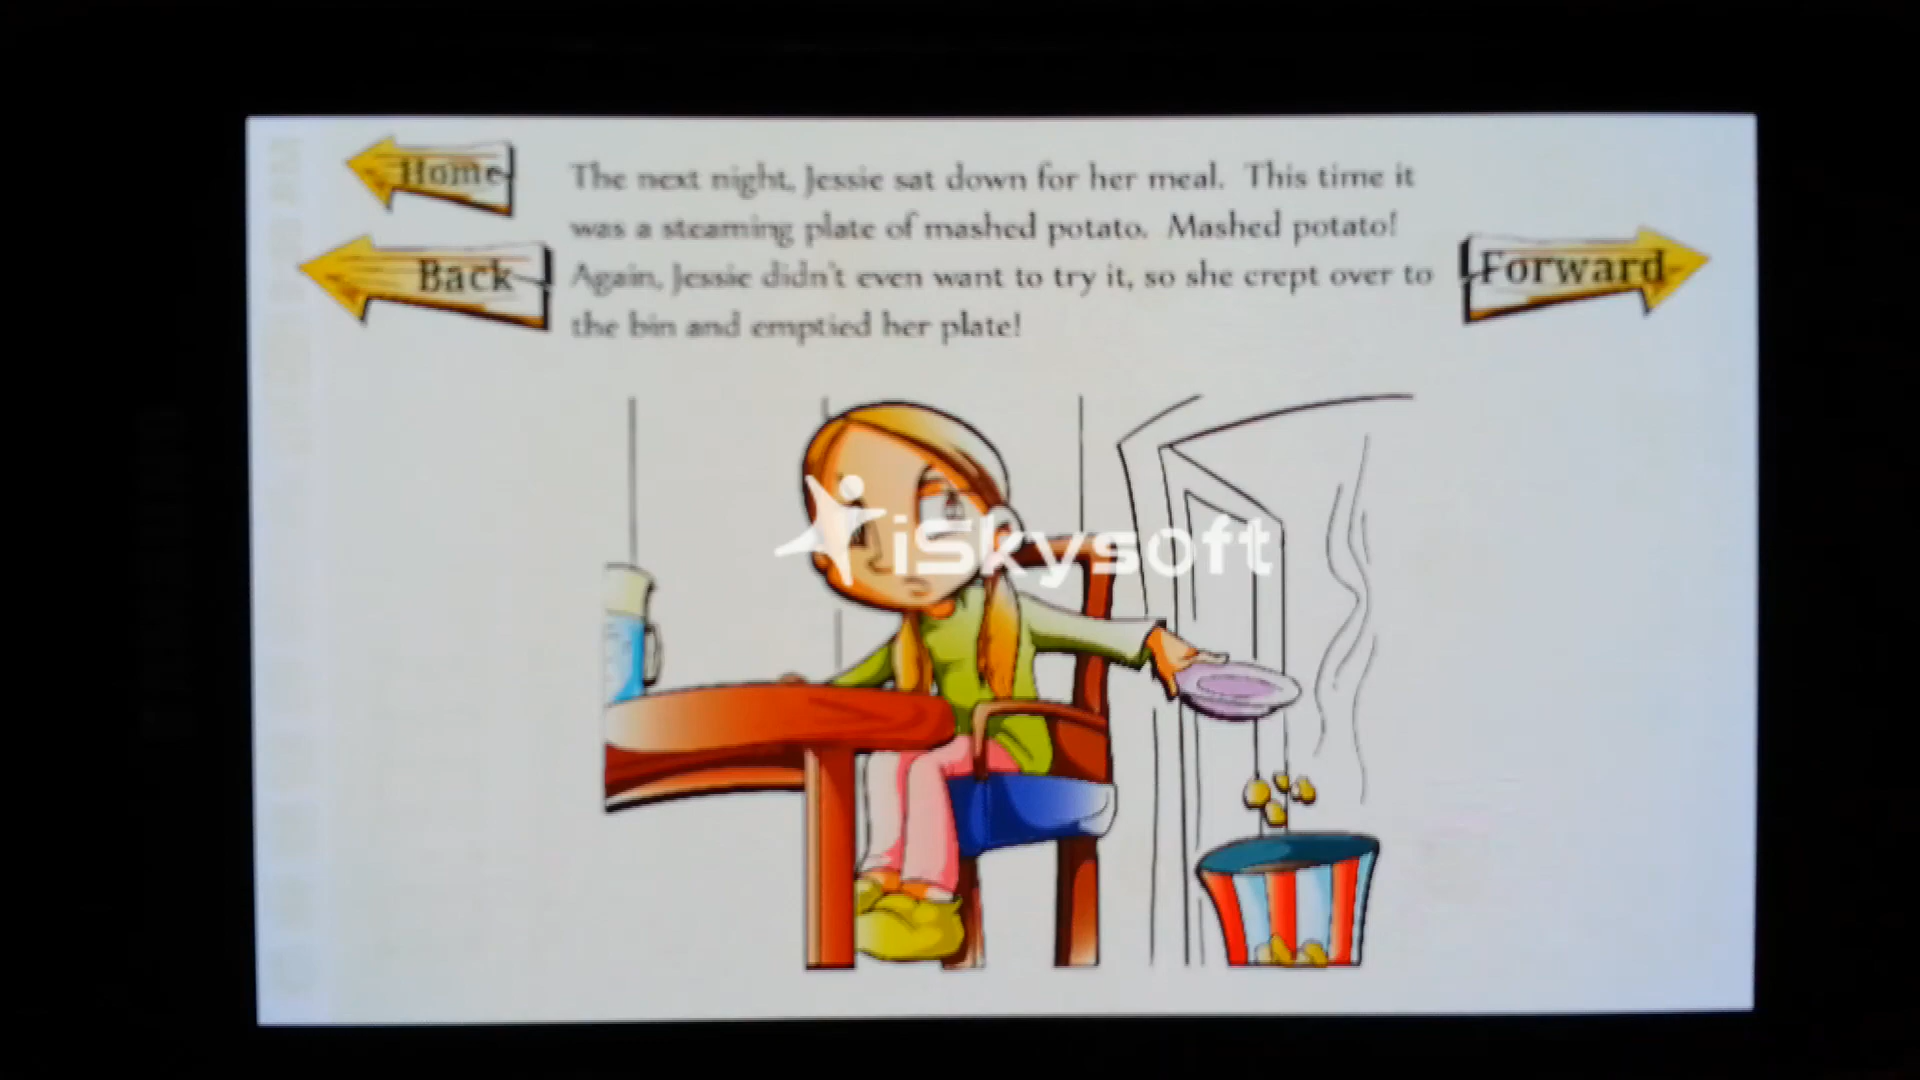 Home
The next night, Jessie sat down for her meal. This time it
was a steaming plate of mashed potato. Mashed potato!
Back
Forward
Again, Jessie didn't even want to try it, so she crept over to
the bin and emptied her plate!
iSkysoft